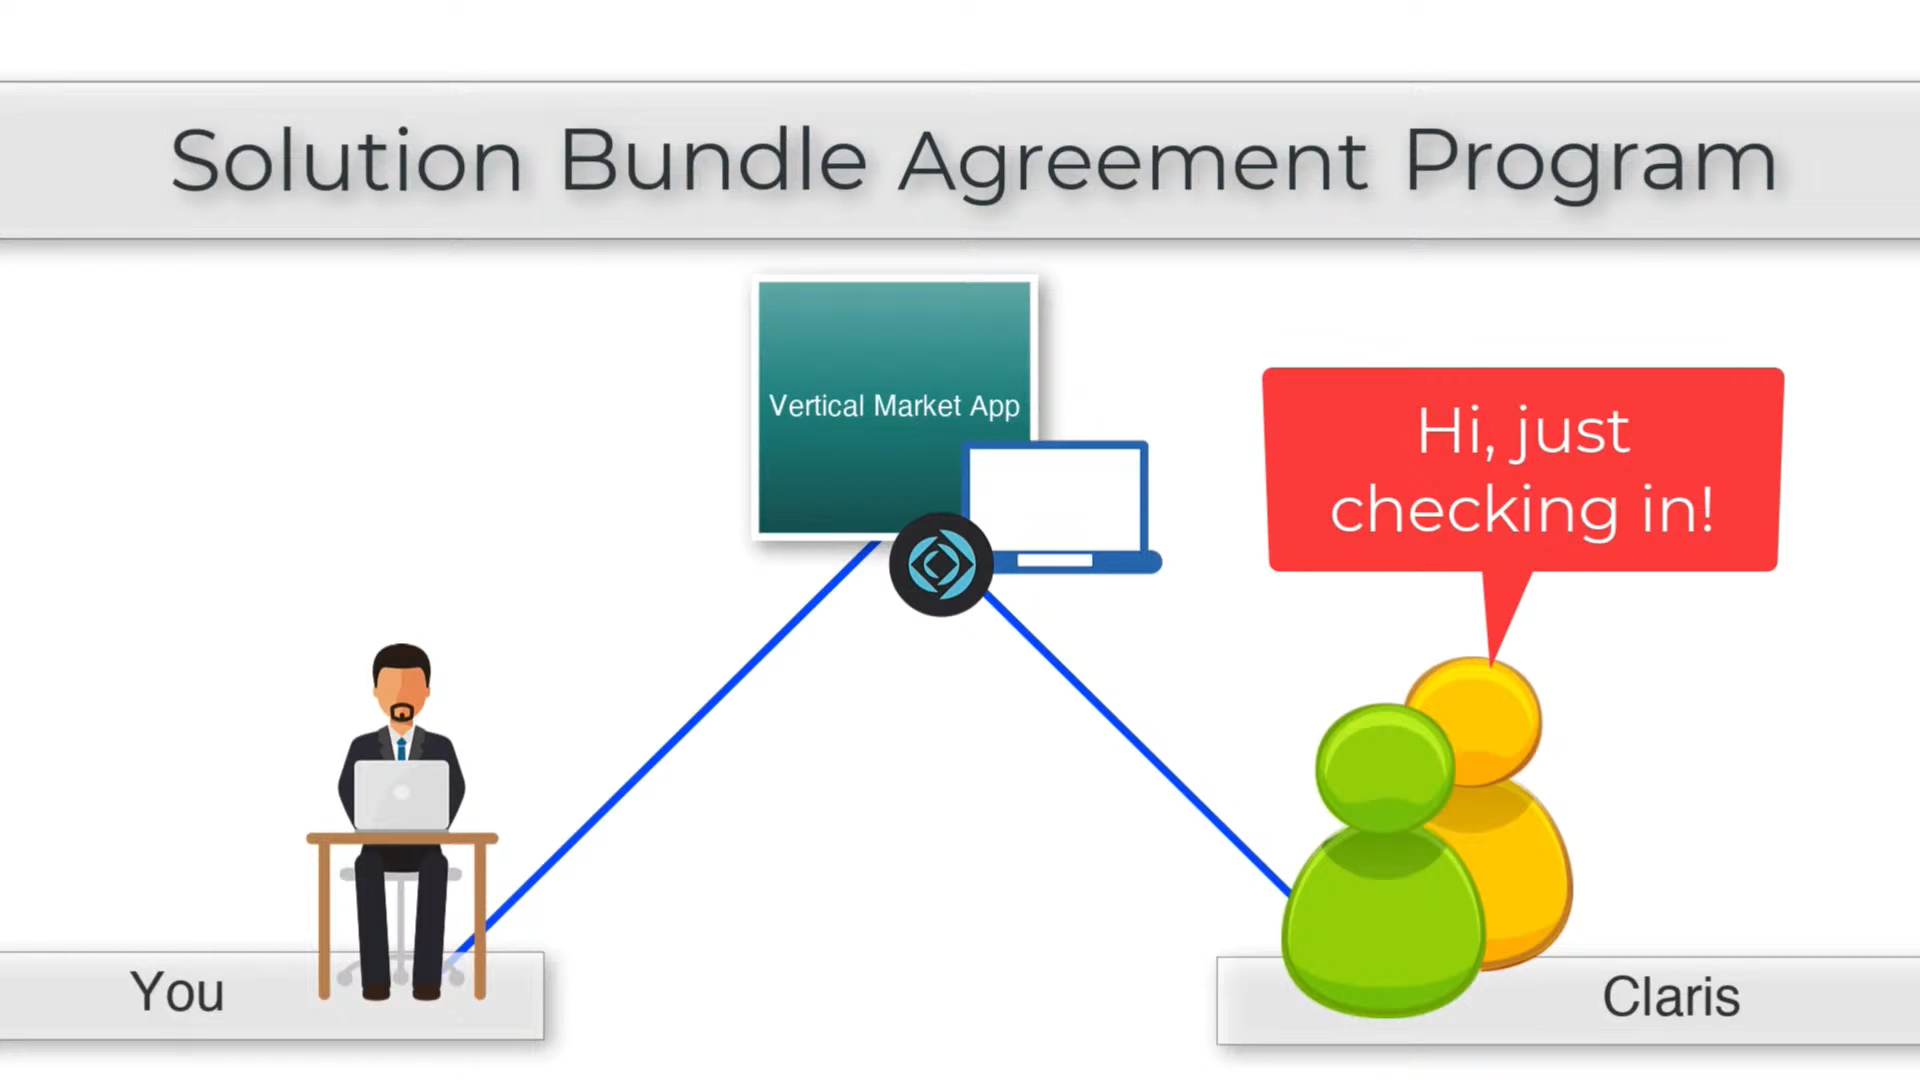 Solution Bundle Agreement Program
Vertical Market App
Hi, just
checking in!
You
Claris